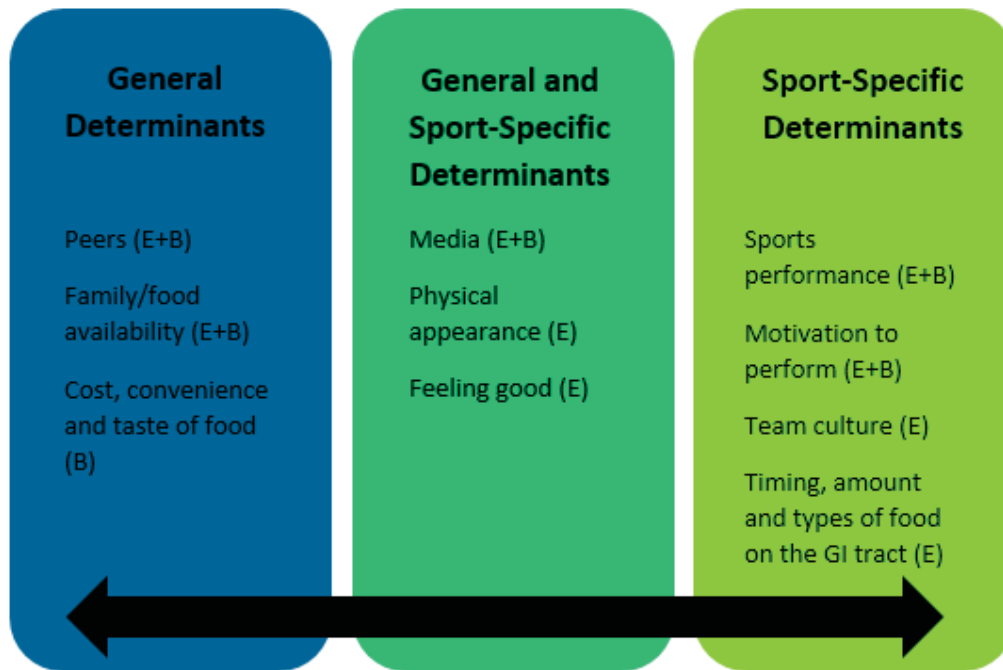 General
Determinants
Peers (E+B)
Family/food
availability (E+B)
Cost, convenience
and taste of food
(B)
General and
Sport-Specific
Determinants
Media (E+B)
Physical
appearance (E)
Feeling good (E)
Sport-Specific
Determinants
Sports
performance (E+B)
Motivation to
perform (E+B)
Team culture (E)
Timing, amount
and types of food
on the GI tract (E)